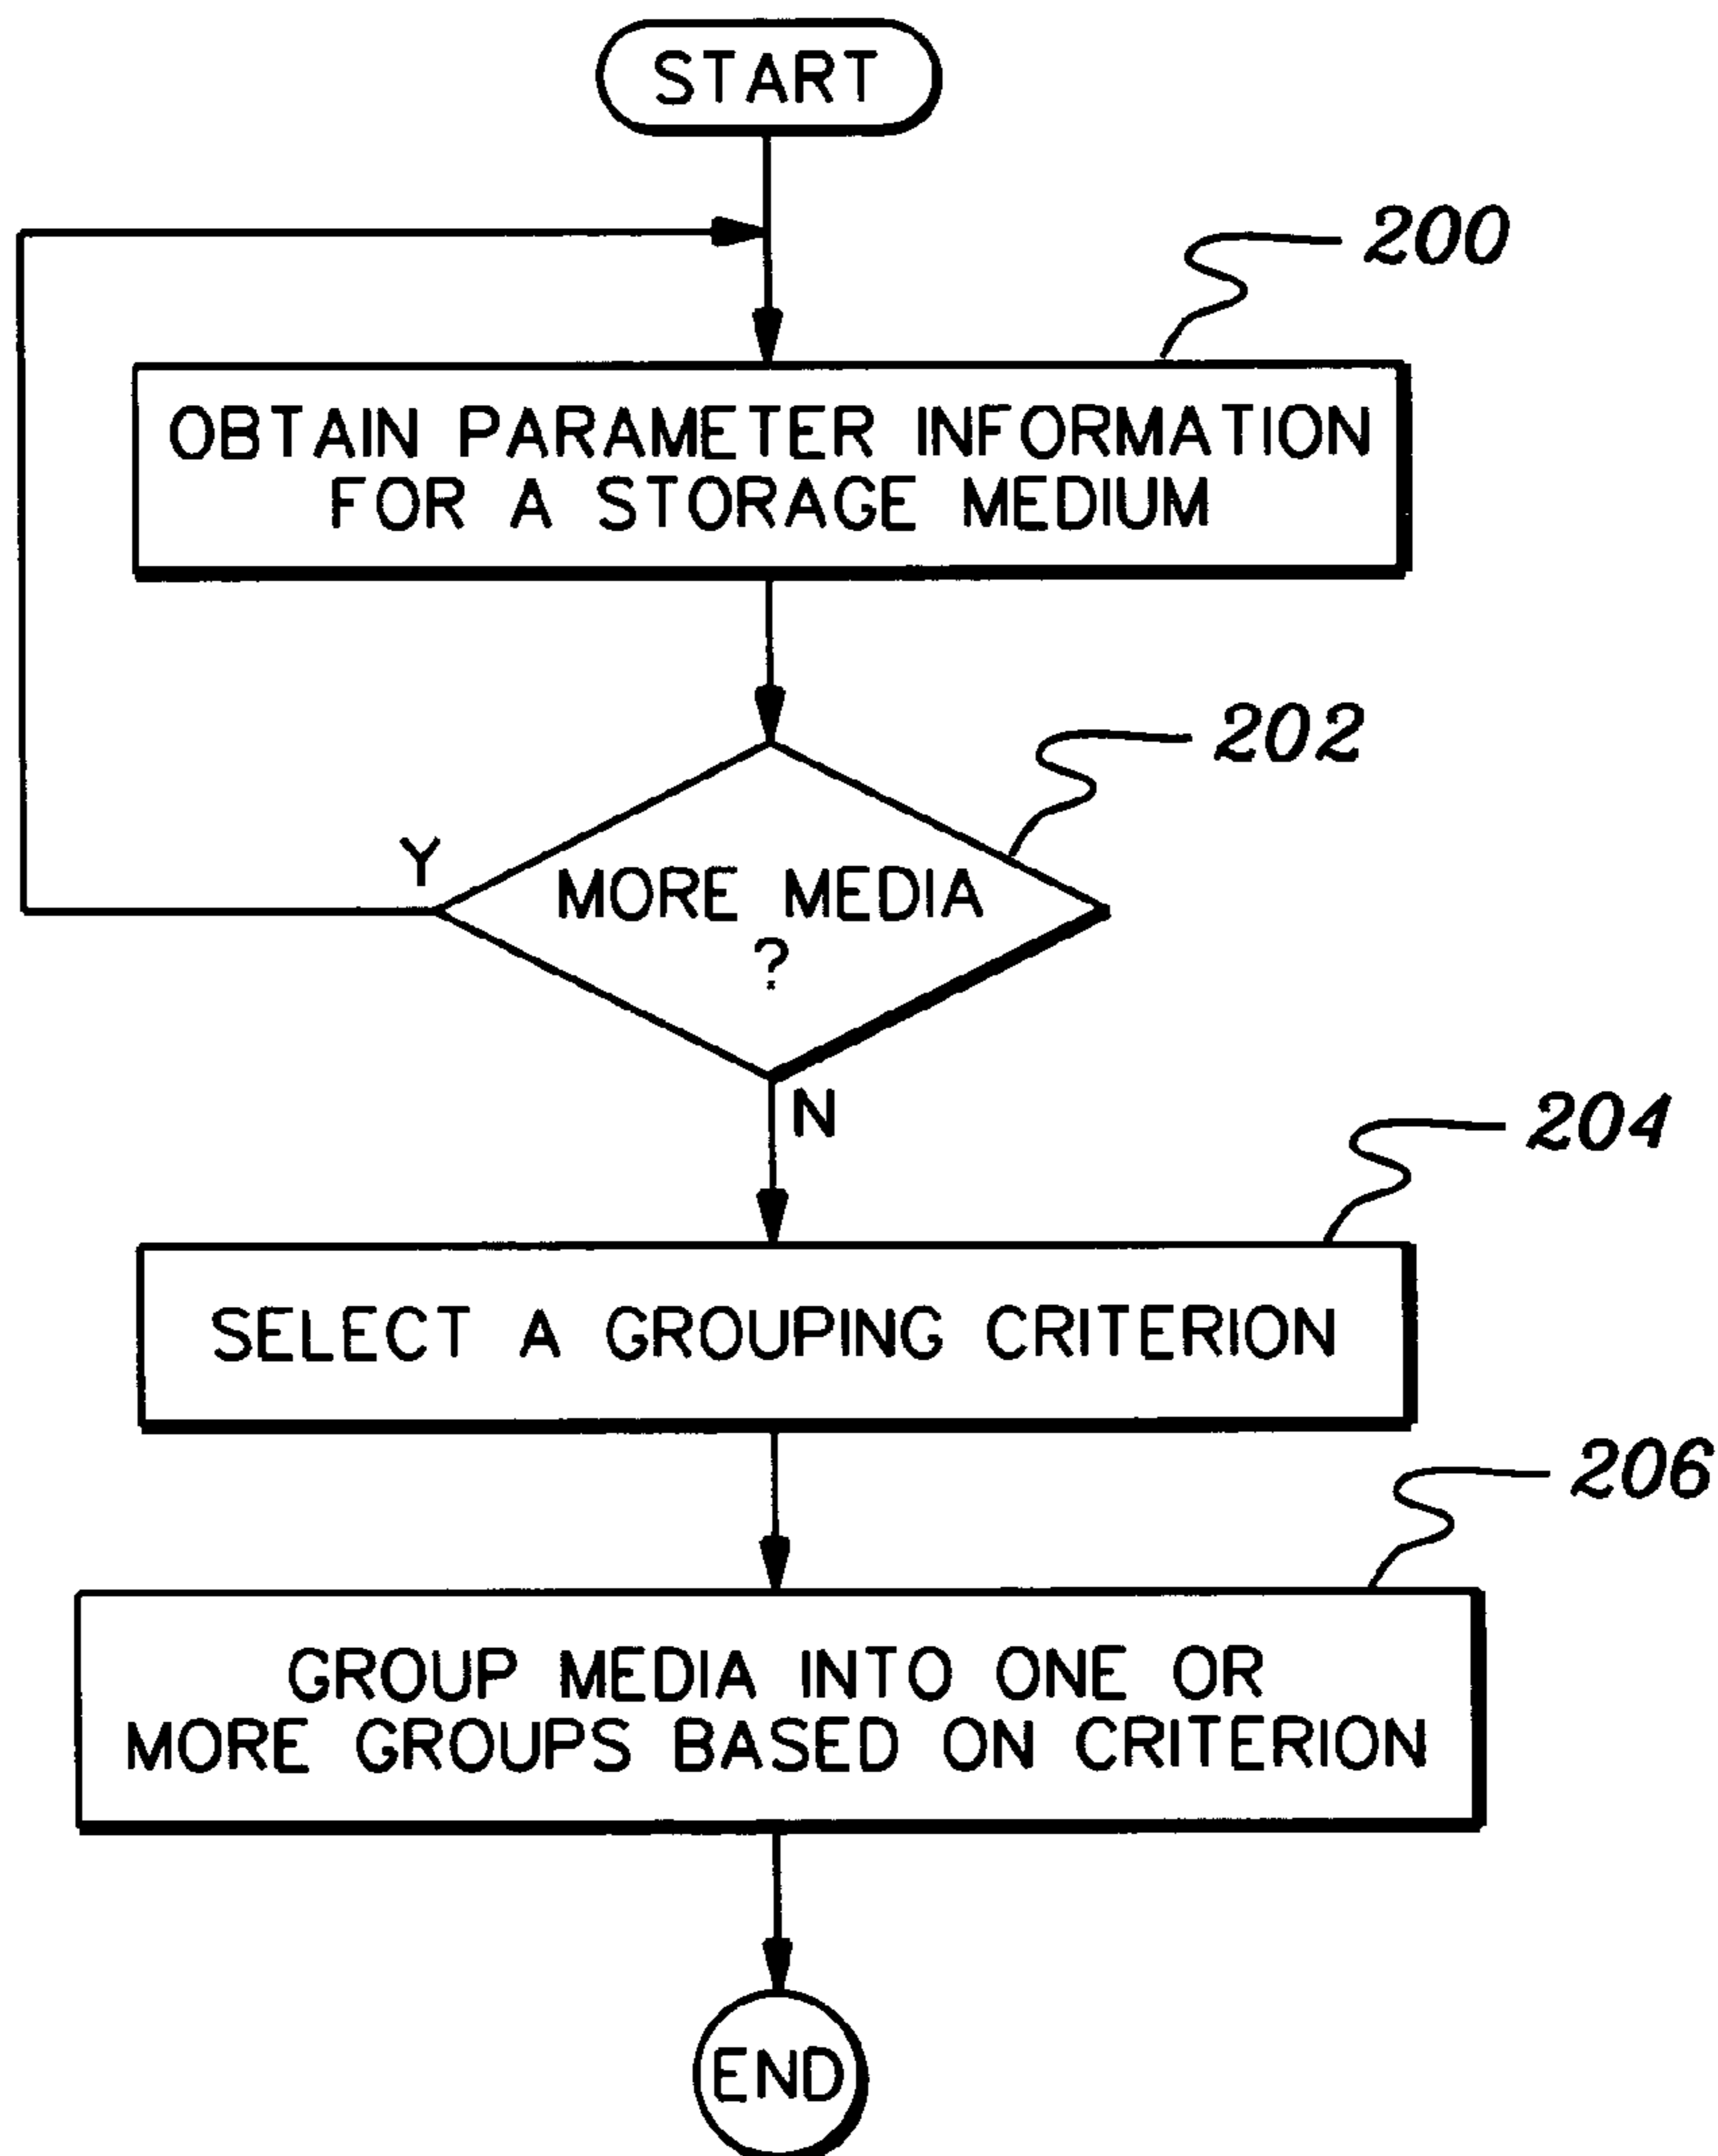 START
200
OBTAIN PARAMETER INFORMATION
FOR A STORAGE MEDIUM
202
Y
MORE MEDIA
?
N
204
SELECT A GROUPING CRITERION
206
GROUP MEDIA INTO ONE OR
MORE GROUPS BASED ON CRITERION
END